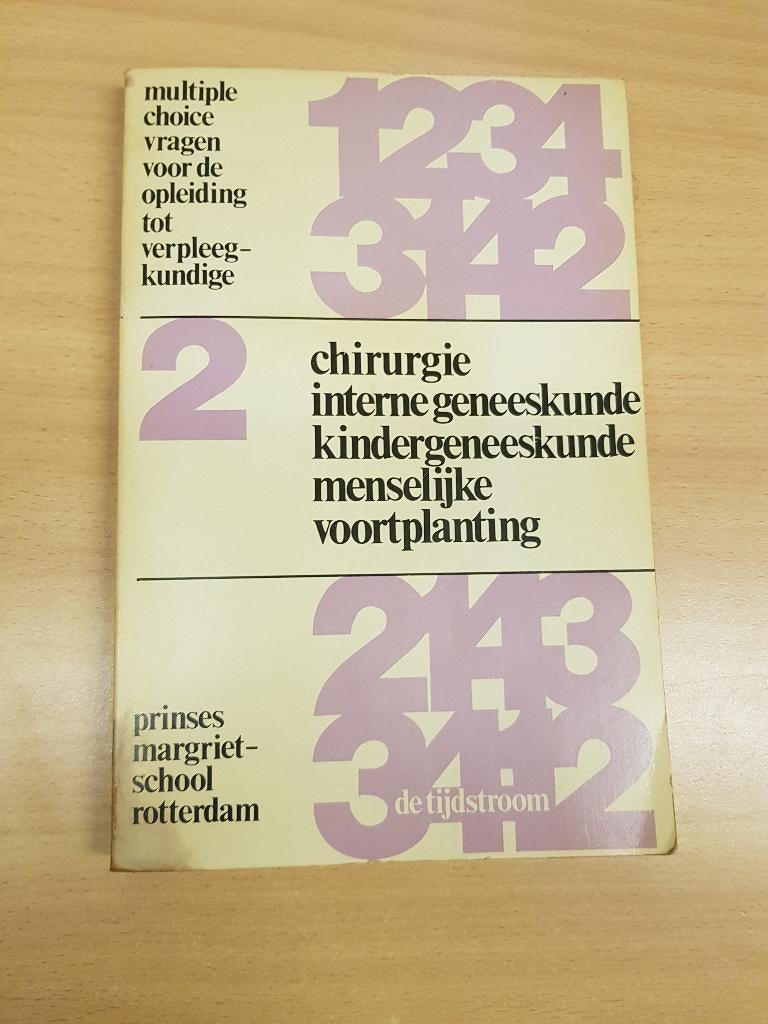 multiple
choice
vragen
voor de
opleiding
tot
verpleeg-
kundige
1234
3142
2
chirurgie
interne geneeskunde
kindergeneeskunde
menselijke
voortplanting
2143
3412
prinses
margriet-
school
rotterdam
de tijdstroom